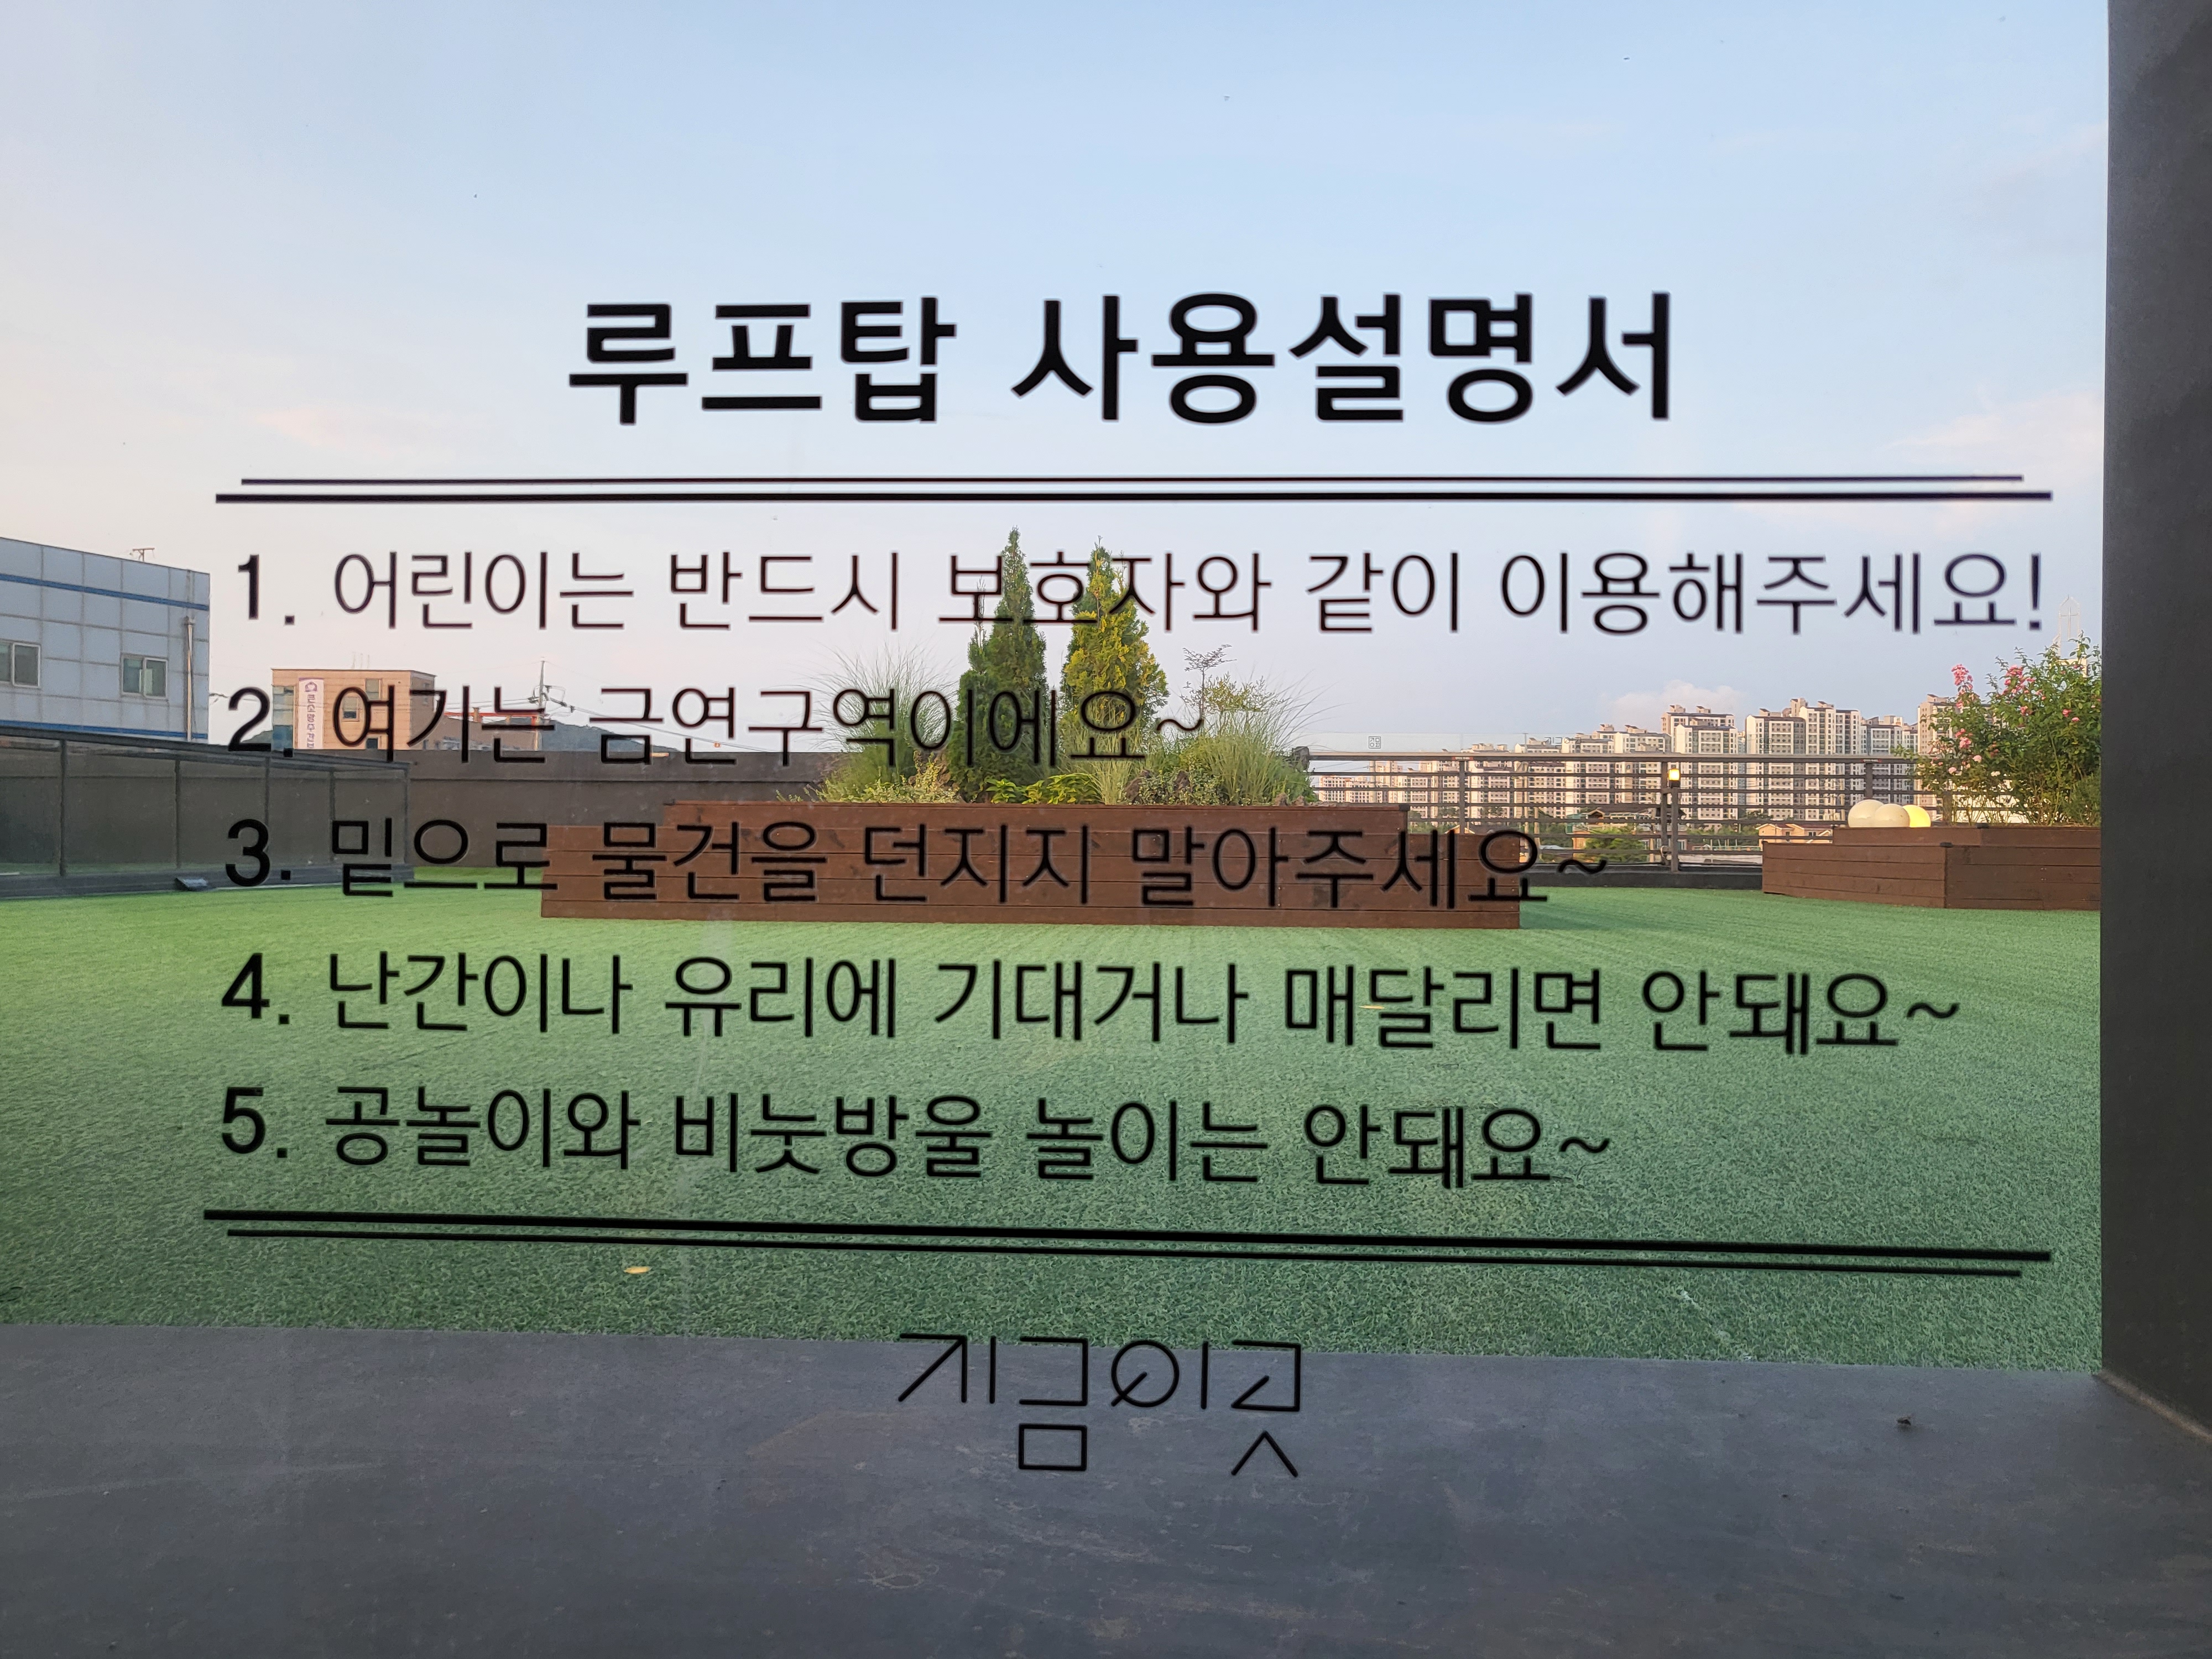 루프탑 사용설명서
1. 어린이는 반드시 보호자와 같이 이용해주세요!
2. 여기는 금연구역이에요~
3. 밑으로 물건을 던지지 말아주세요~
4. 난간이나 유리에 기대거나 매달리면 안돼요~
5. 공놀이와 비눗방울 놀이는 안돼요~
지금이곳